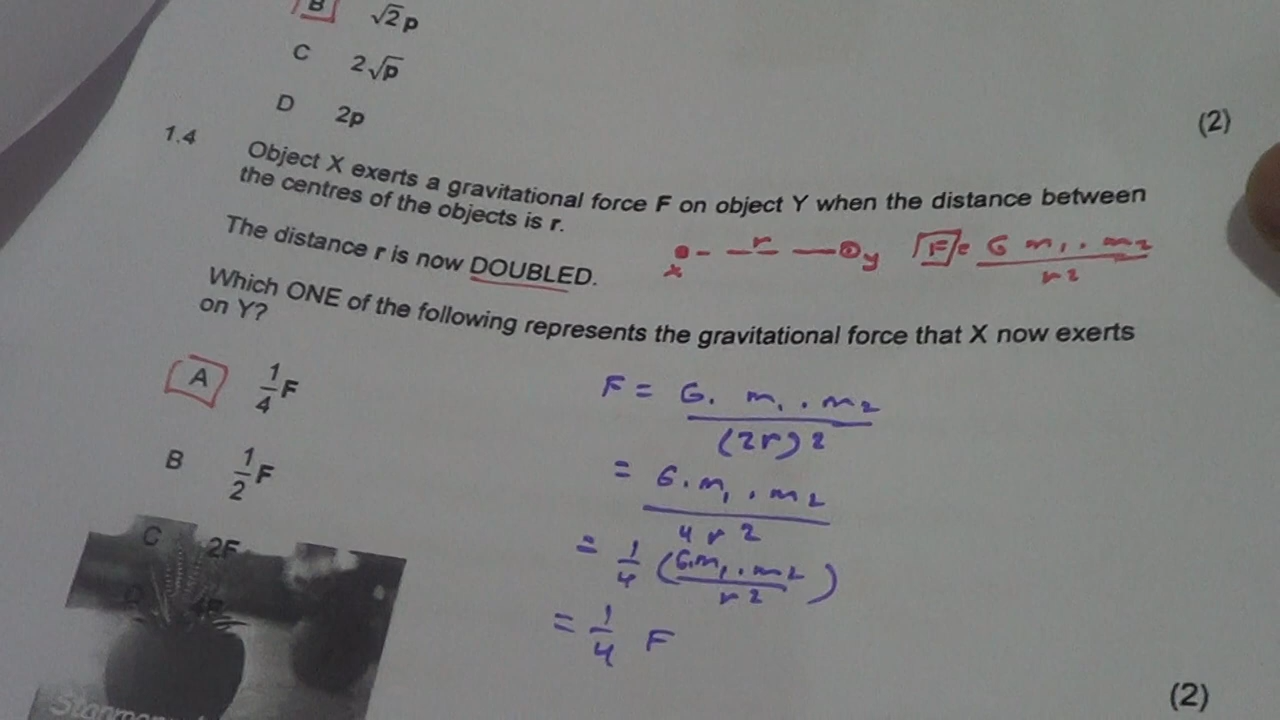 B √2p
C 2√p
D 2p
(2)
1.4 Object X exerts a gravitational force F on object Y when the distance between
the centres of the objects is r.
The distance r is now DOUBLED.
x r y F = G m₁ . m₂ / r²
Which ONE of the following represents the gravitational force that X now exerts
on Y?
A 1/4 F
B 1/2 F
C 2F
D 4F
F = G. m₁ . m₂ / (2r)²
= G.m₁ . m₂ / 4r²
= 1/4 (G.m₁ . m₂ / r²)
= 1/4 F
(2)